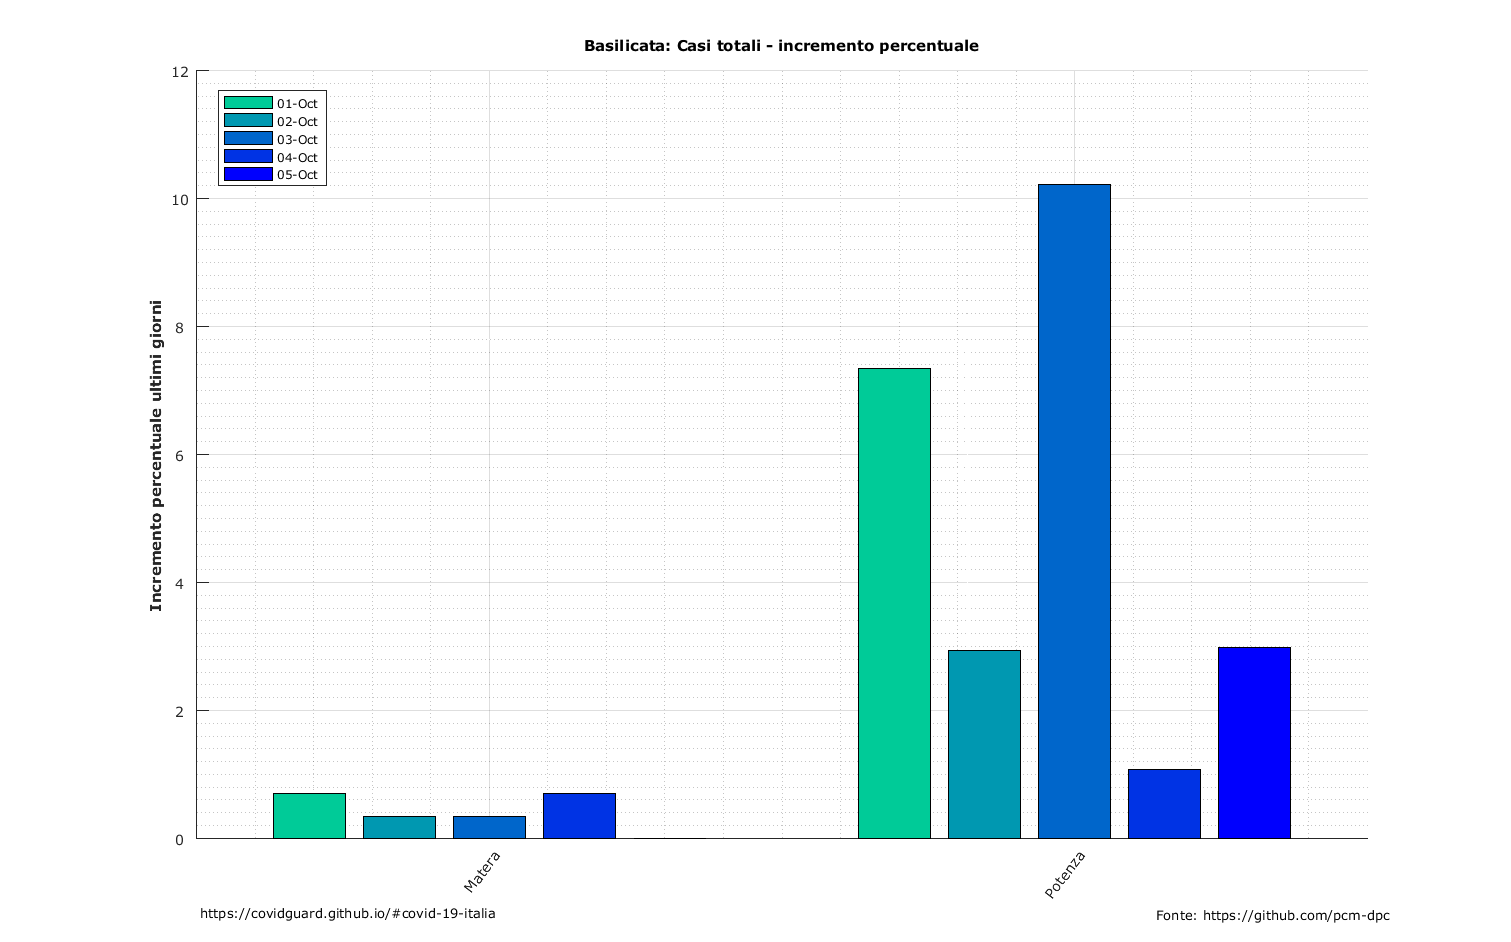 Basilicata: Casi totali - incremento percentuale
12
10
8
6
4
2
0
Incremento percentuale ultimi giorni
01-Oct
02-Oct
03-Oct
04-Oct
05-Oct
Matera
Potenza
https://covidguard.github.io/#covid-19-italia
Fonte: https://github.com/pcm-dpc